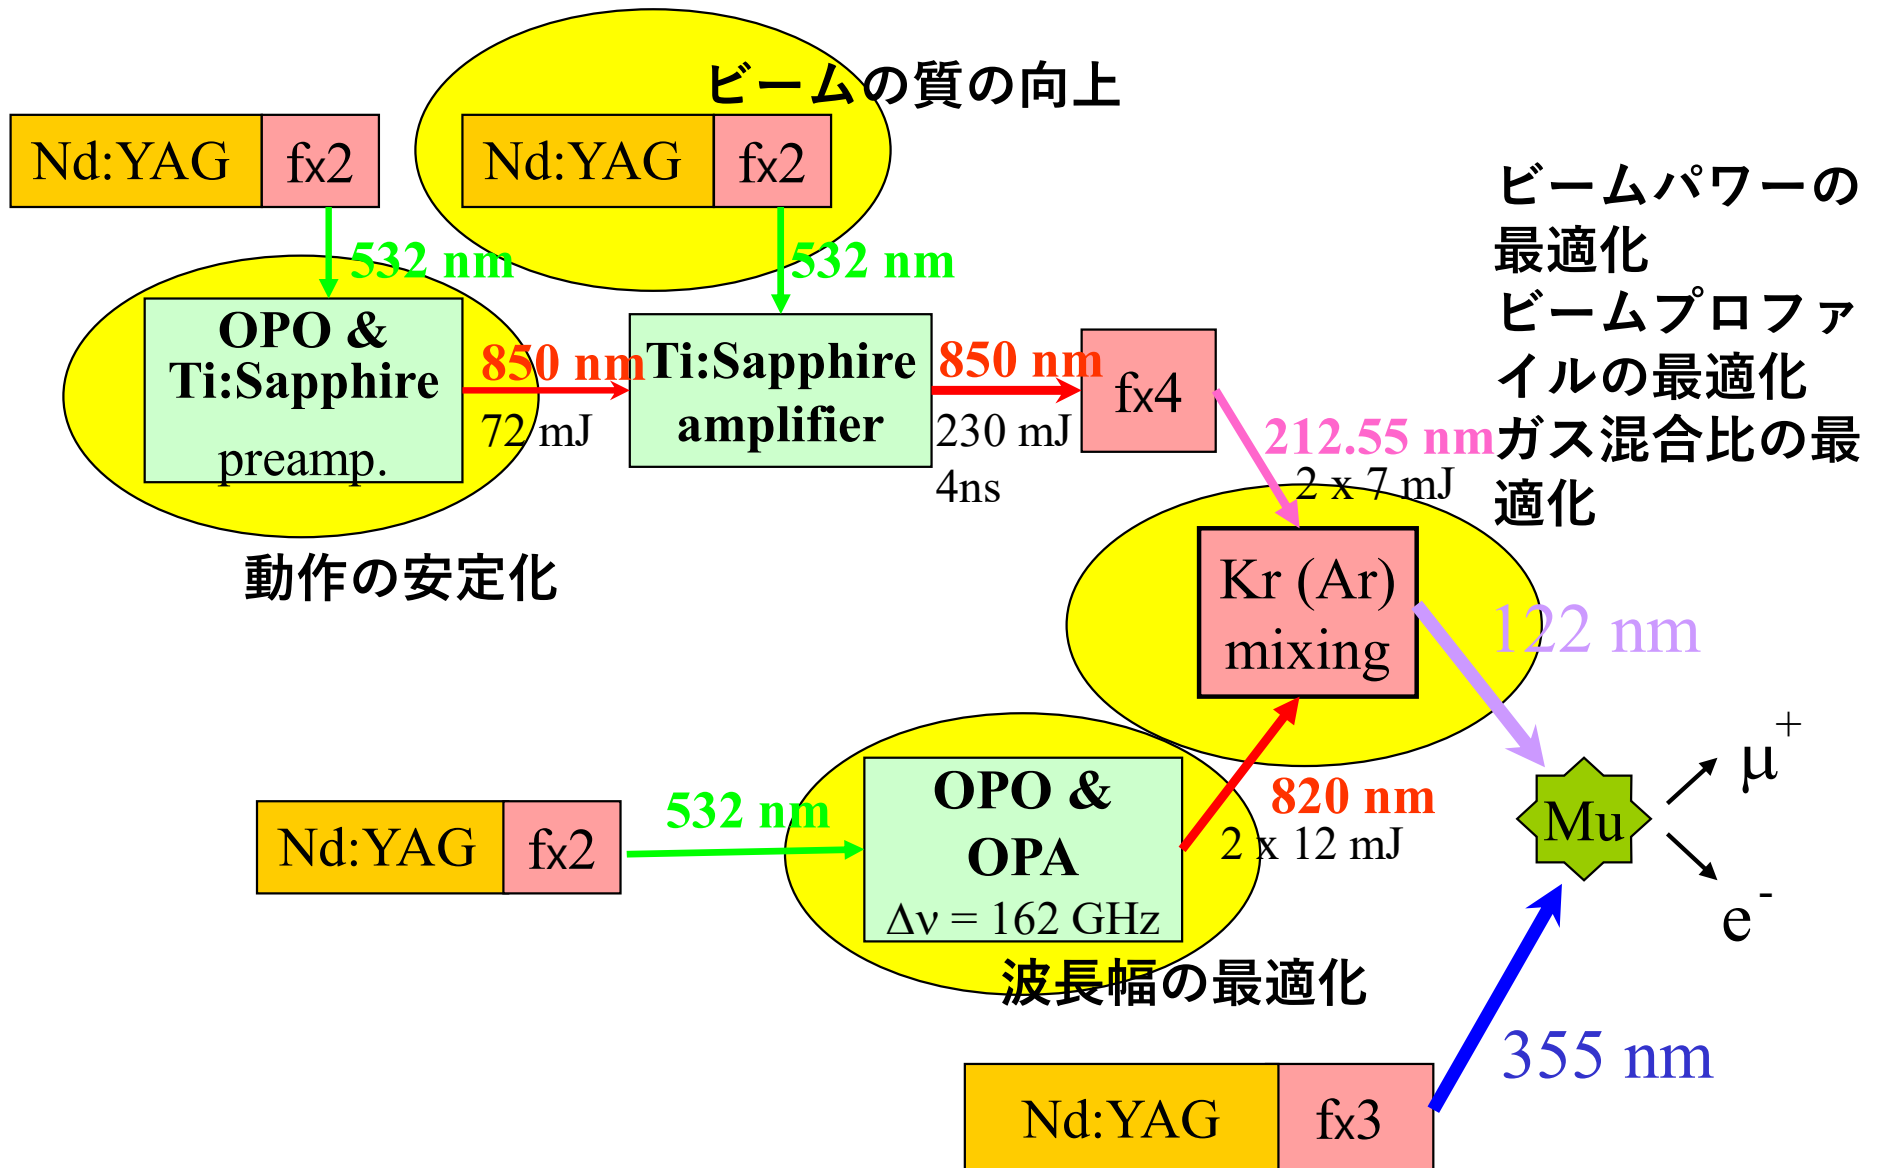 ビームの質の向上
Nd:YAG
fx2
Nd:YAG
fx2
532 nm
532 nm
ビームパワーの
最適化
ビームプロファ
イルの最適化
ガス混合比の最
適化
OPO &
Ti:Sapphire
preamp.
850 nm
72 mJ
Ti:Sapphire
amplifier
850 nm
230 mJ
4ns
fx4
212.55 nm
2 x 7 mJ
動作の安定化
Kr (Ar)
mixing
122 nm
Nd:YAG
fx2
532 nm
OPO &
OPA
Δν = 162 GHz
820 nm
2 x 12 mJ
波長幅の最適化
Mu
μ+
e-
355 nm
Nd:YAG
fx3